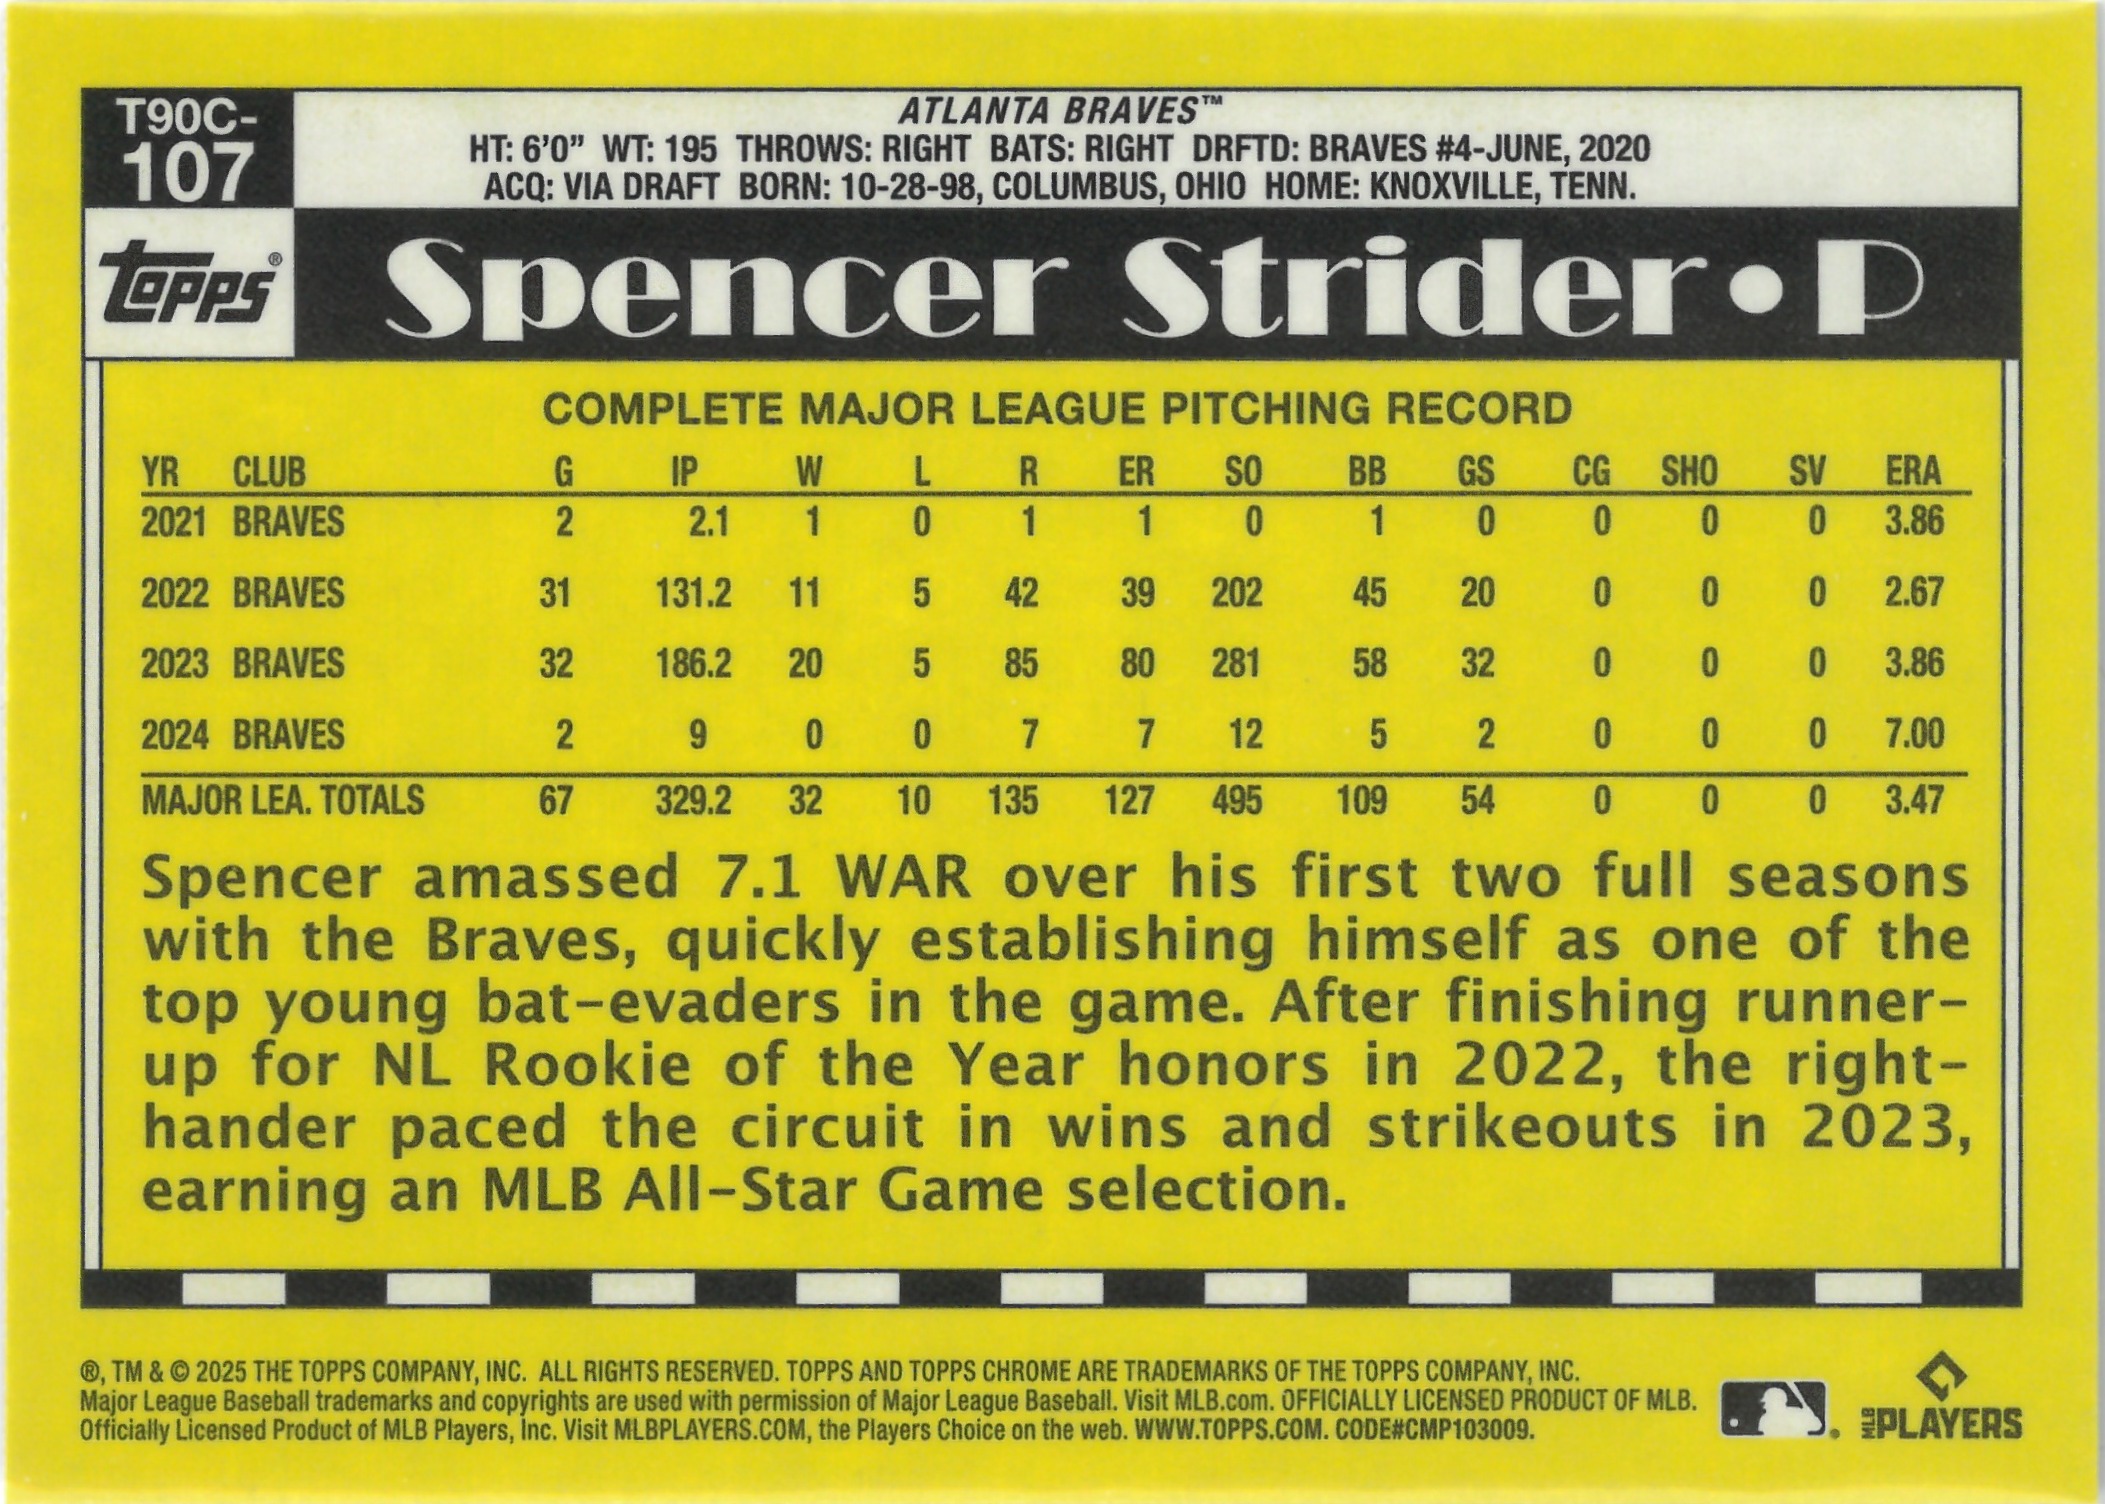 T90C-
107
ATLANTA BRAVES™
HT: 6'0" WT: 195 THROWS: RIGHT BATS: RIGHT DRFTD: BRAVES #4-JUNE, 2020
ACQ: VIA DRAFT BORN: 10-28-98, COLUMBUS, OHIO HOME: KNOXVILLE, TENN.
topps®
Spencer Strider • P
COMPLETE MAJOR LEAGUE PITCHING RECORD
YR CLUB G IP W L R ER SO BB GS CG SHO SV ERA
2021 BRAVES 2 2.1 1 0 1 1 0 1 0 0 0 0 3.86
2022 BRAVES 31 131.2 11 5 42 39 202 45 20 0 0 0 2.67
2023 BRAVES 32 186.2 20 5 85 80 281 58 32 0 0 0 3.86
2024 BRAVES 2 9 0 0 7 7 12 5 2 0 0 0 7.00
MAJOR LEA. TOTALS 67 329.2 32 10 135 127 495 109 54 0 0 0 3.47
Spencer amassed 7.1 WAR over his first two full seasons
with the Braves, quickly establishing himself as one of the
top young bat-evaders in the game. After finishing runner-
up for NL Rookie of the Year honors in 2022, the right-
hander paced the circuit in wins and strikeouts in 2023,
earning an MLB All-Star Game selection.
®, TM & © 2025 THE TOPPS COMPANY, INC. ALL RIGHTS RESERVED. TOPPS AND TOPPS CHROME ARE TRADEMARKS OF THE TOPPS COMPANY, INC.
Major League Baseball trademarks and copyrights are used with permission of Major League Baseball. Visit MLB.com. OFFICIALLY LICENSED PRODUCT OF MLB.
Officially Licensed Product of MLB Players, Inc. Visit MLBPLAYERS.COM, the Players Choice on the web. WWW.TOPPS.COM. CODE#CMP103009.
MLB PLAYERS